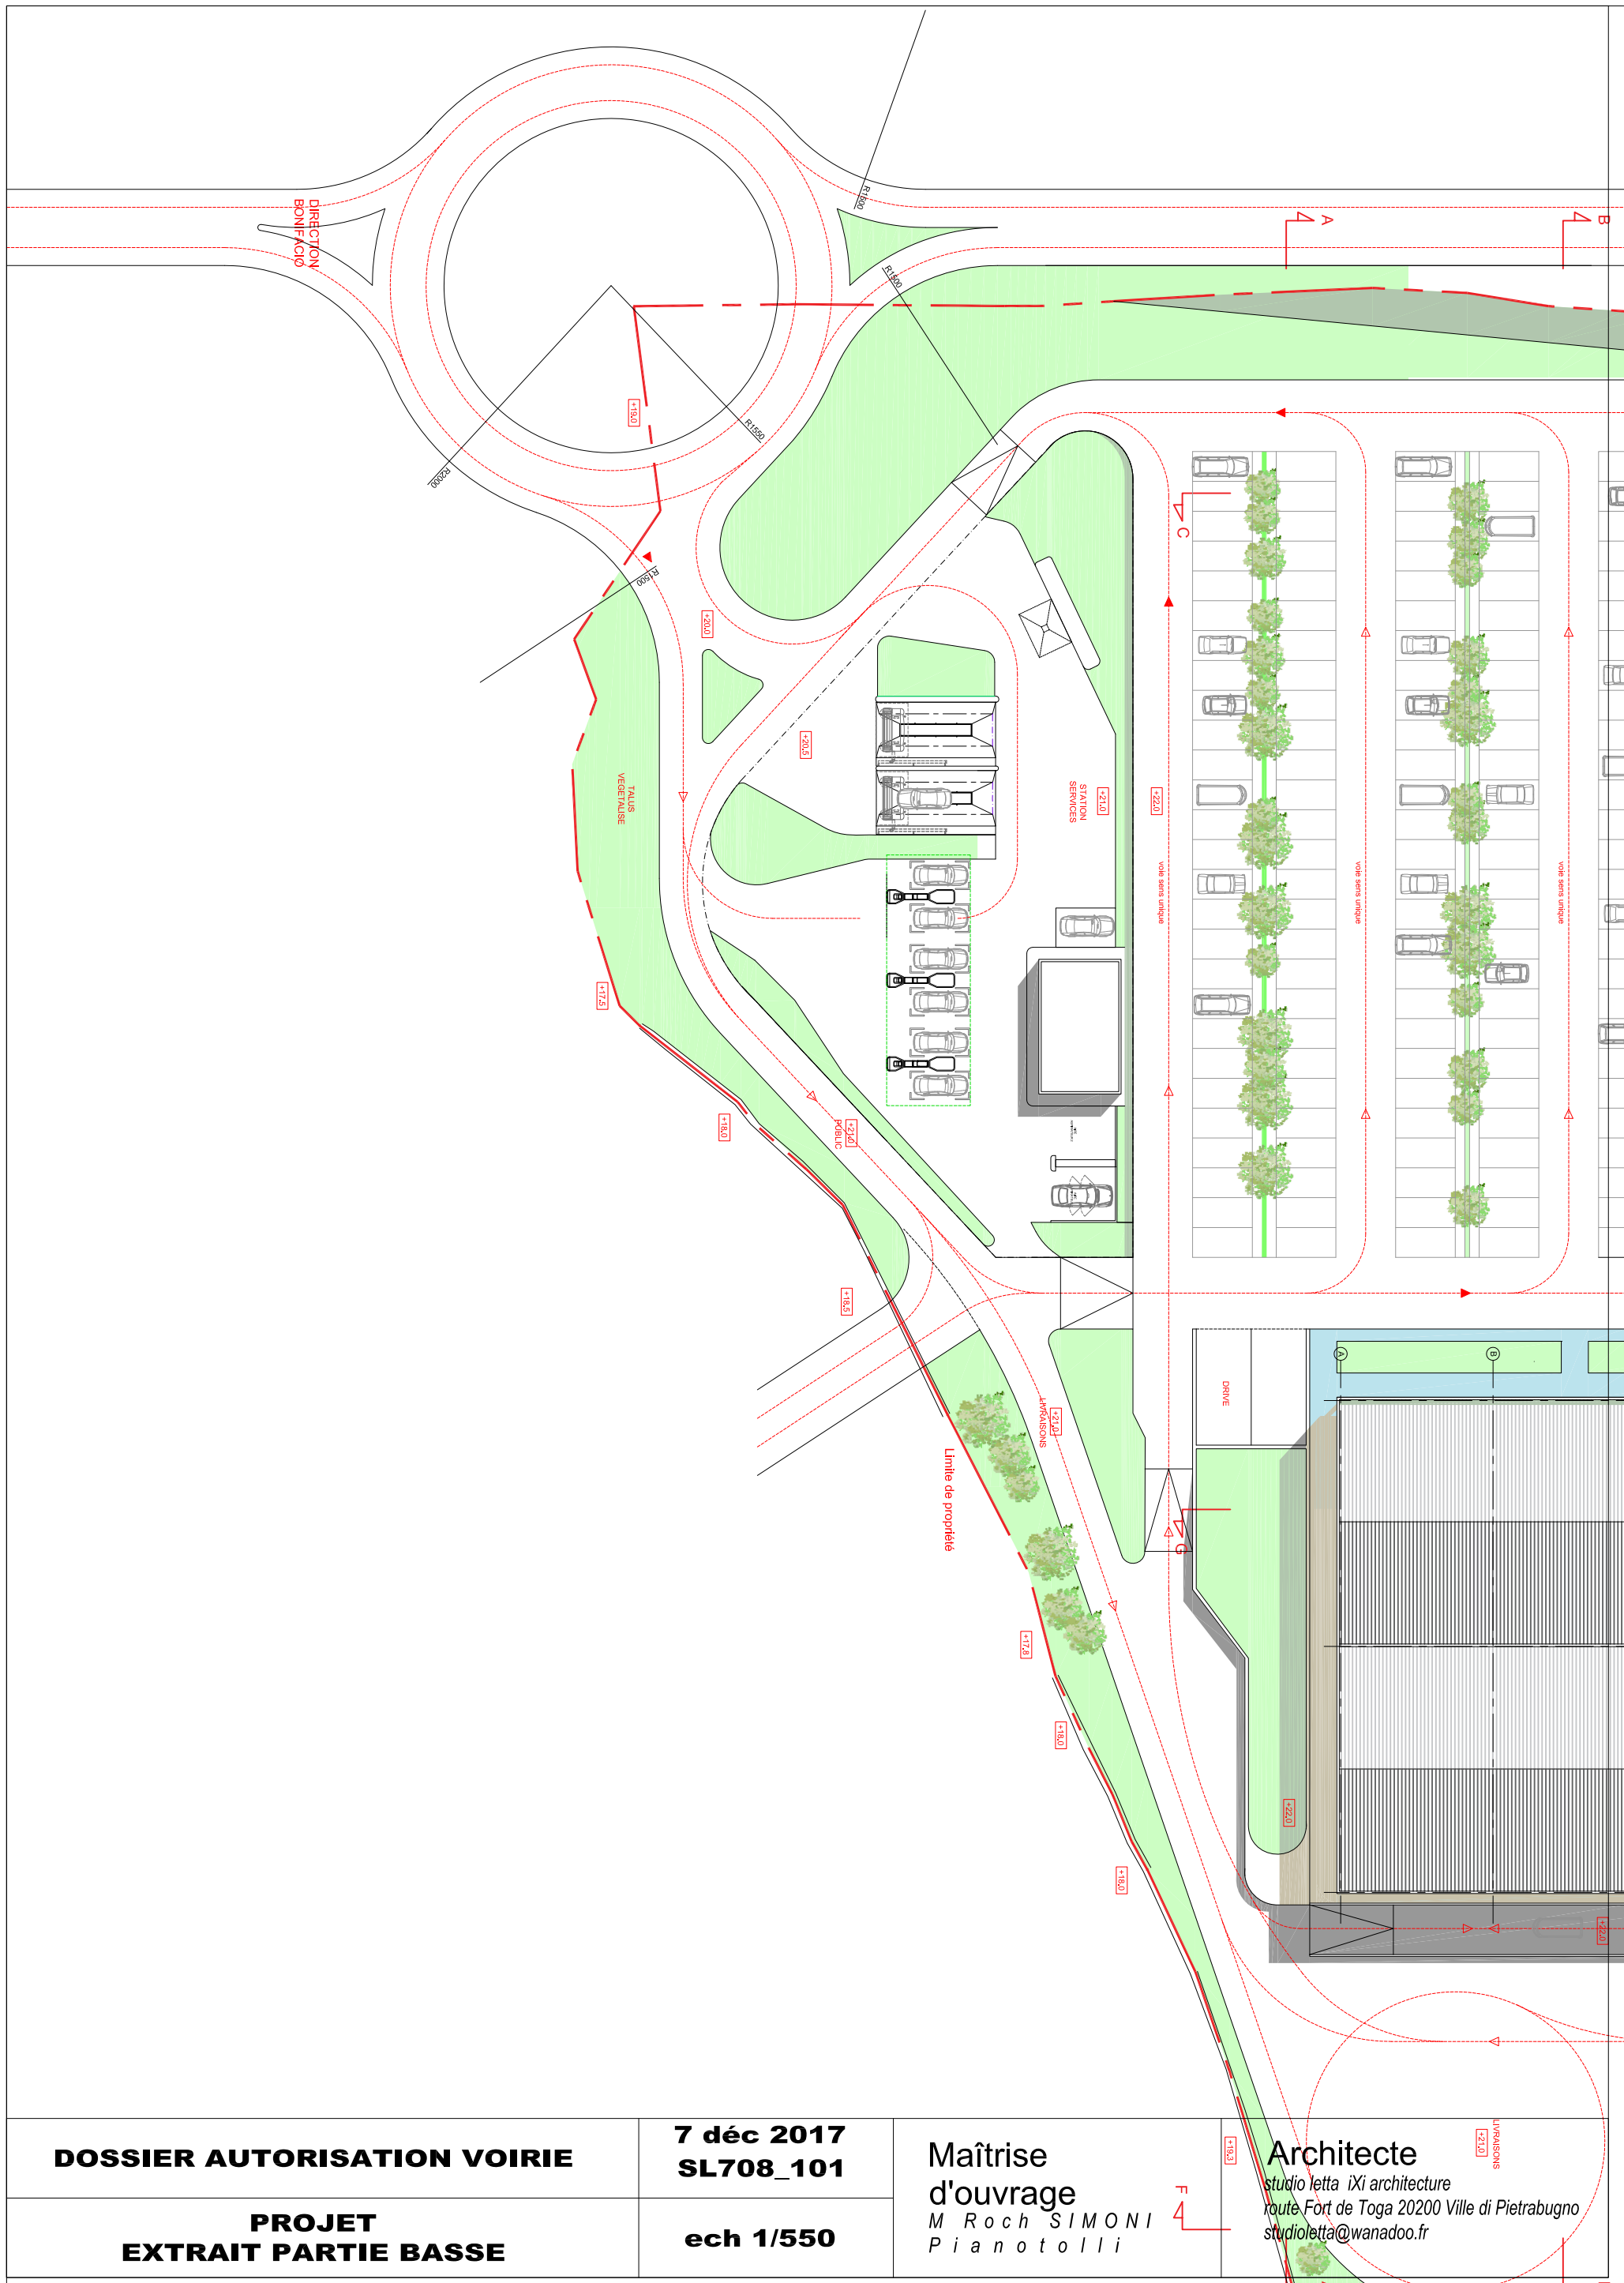 DIRECTION
BONIFACIO
R1500
R1500
A
B
+19,0
R1550
R2000
R1500
C
+20,0
+20,5
TALUS
VEGETALISE
STATION
SERVICES
+21,0
+22,0
voie sens unique
voie sens unique
voie sens unique
+17,5
+18,0
+21,0
PUBLIC
+18,5
DRIVE
A
B
+21,0
LIVRAISONS
Limite de propriété
G
+17,8
+18,0
+22,0
+18,0
+22,0
LIVRAISONS
+21,0
+19,3
F
DOSSIER AUTORISATION VOIRIE
7 déc 2017
SL708_101
PROJET
EXTRAIT PARTIE BASSE
ech 1/550
Maîtrise
d'ouvrage
M Roch SIMONI
Pianotolli
Architecte
studio letta iXi architecture
route Fort de Toga 20200 Ville di Pietrabugno
studioletta@wanadoo.fr